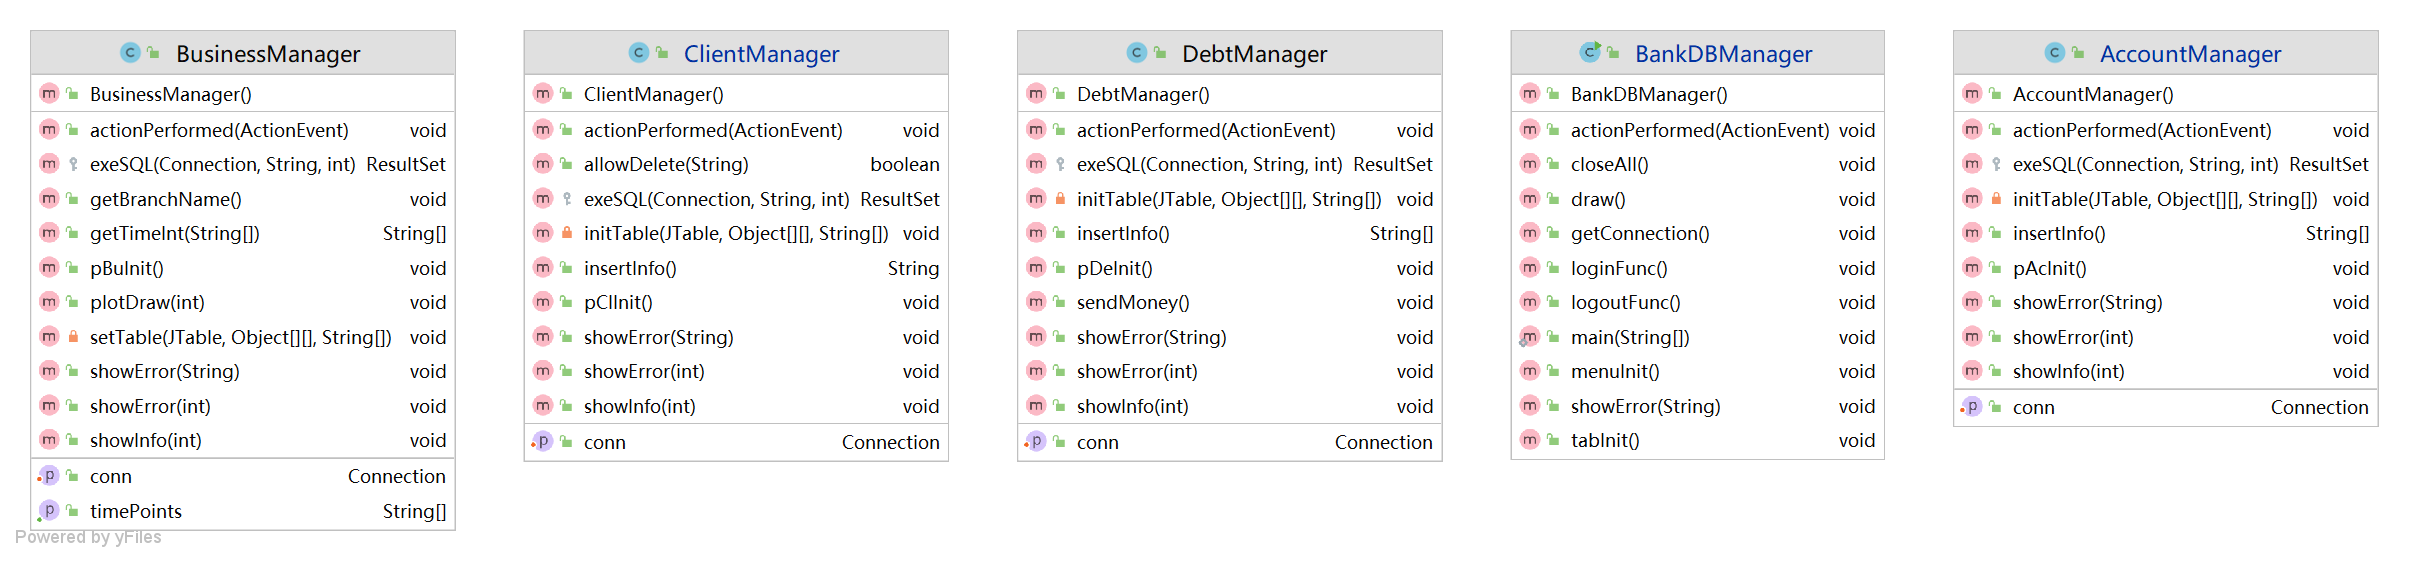 BusinessManager
BusinessManager()
actionPerformed(ActionEvent) void
exeSQL(Connection, String, int) ResultSet
getBranchName() void
getTimeInt(String[]) String[]
pBuInit() void
plotDraw(int) void
setTable(JTable, Object[][], String[]) void
showError(String) void
showError(int) void
showInfo(int) void
conn Connection
timePoints String[]
ClientManager
ClientManager()
actionPerformed(ActionEvent) void
allowDelete(String) boolean
exeSQL(Connection, String, int) ResultSet
initTable(JTable, Object[][], String[]) void
insertInfo() String
pClInit() void
showError(String) void
showError(int) void
showInfo(int) void
conn Connection
DebtManager
DebtManager()
actionPerformed(ActionEvent) void
exeSQL(Connection, String, int) ResultSet
initTable(JTable, Object[][], String[]) void
insertInfo() String[]
pDeInit() void
sendMoney() void
showError(String) void
showError(int) void
showInfo(int) void
conn Connection
BankDBManager
BankDBManager()
actionPerformed(ActionEvent) void
closeAll() void
draw() void
getConnection() void
loginFunc() void
logoutFunc() void
main(String[]) void
menuInit() void
showError(String) void
tabInit() void
AccountManager
AccountManager()
actionPerformed(ActionEvent) void
exeSQL(Connection, String, int) ResultSet
initTable(JTable, Object[][], String[]) void
insertInfo() String[]
pAcInit() void
showError(String) void
showError(int) void
showInfo(int) void
conn Connection
Powered by yFiles